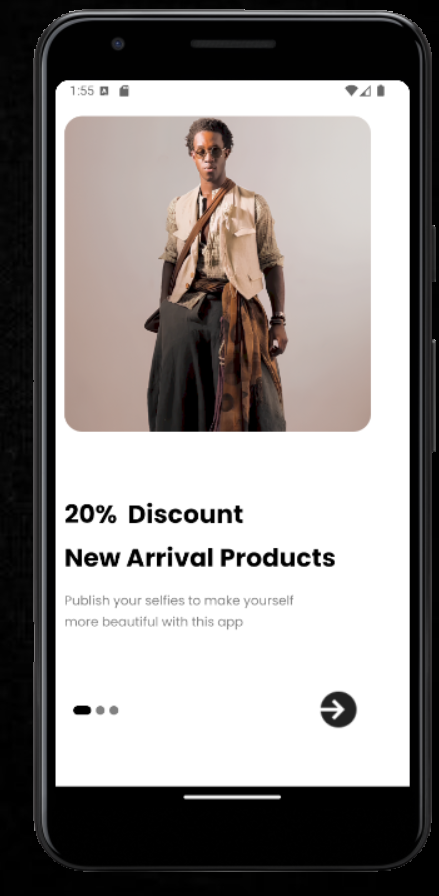 1:55
20% Discount
New Arrival Products
Publish your selfies to make yourself
more beautiful with this app